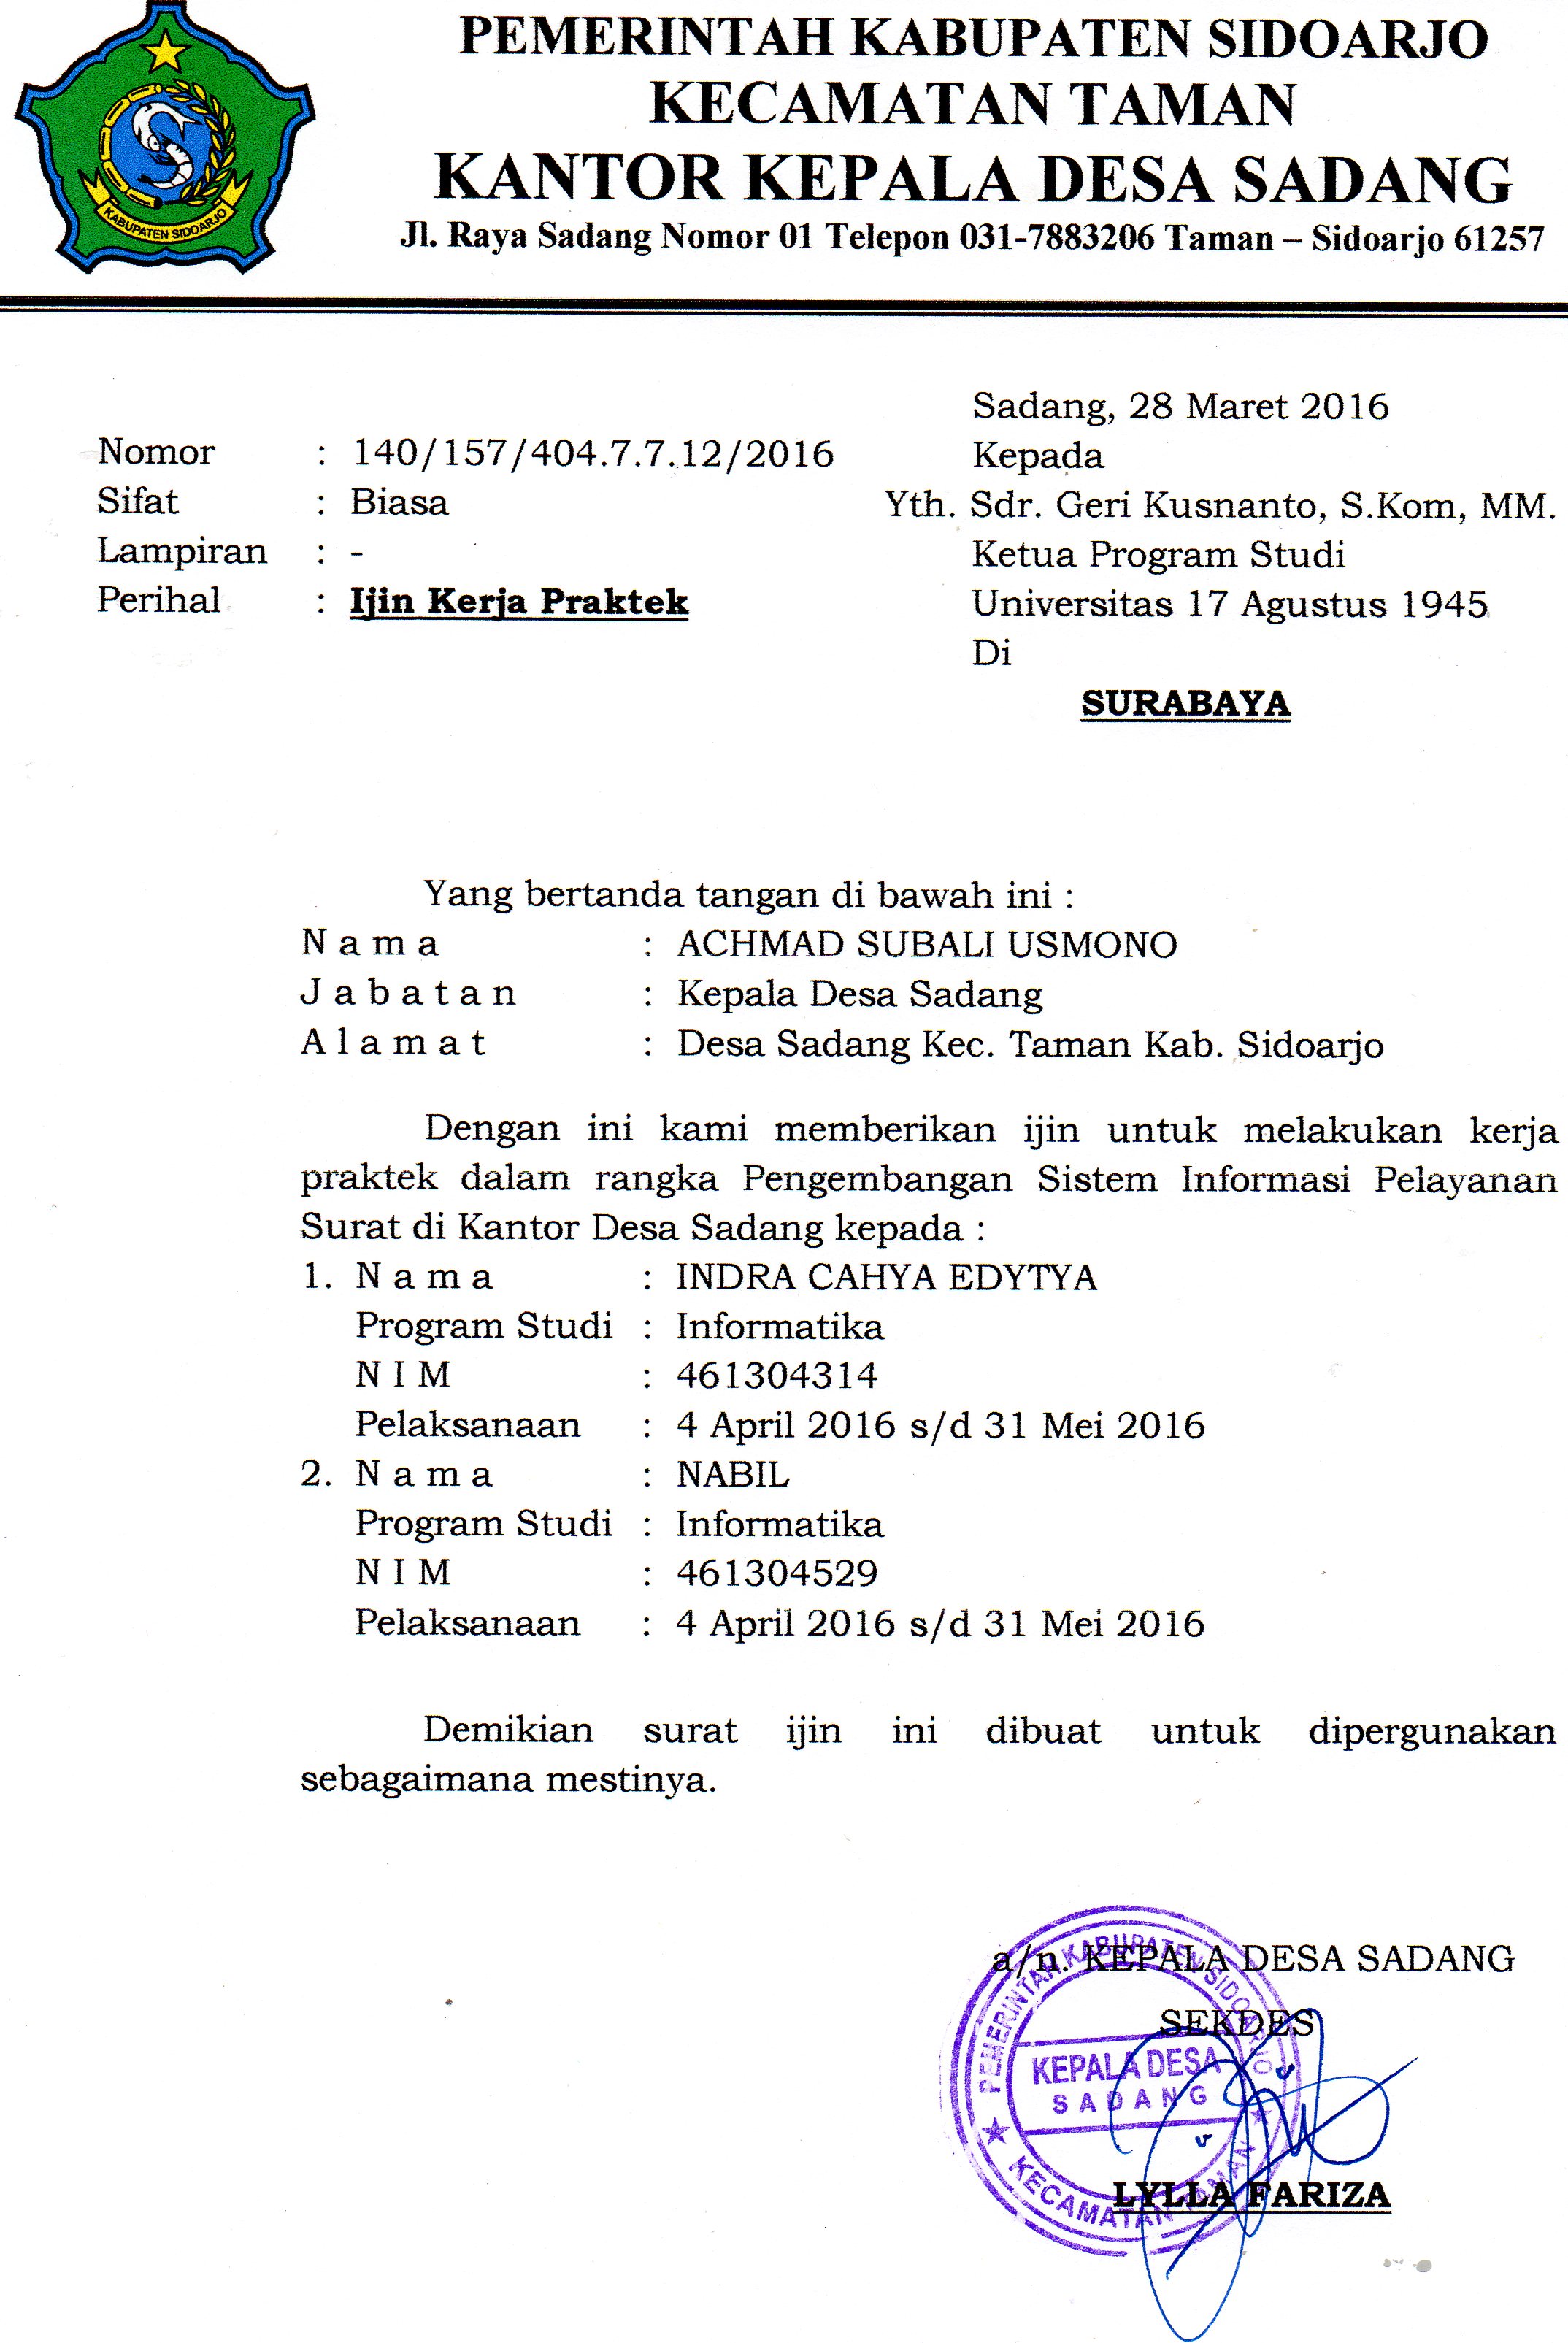 PEMERINTAH KABUPATEN SIDOARJO
KECAMATAN TAMAN
KANTOR KEPALA DESA SADANG
Jl. Raya Sadang Nomor 01 Telepon 031-7883206 Taman – Sidoarjo 61257
KABUPATEN SIDOARJO
Sadang, 28 Maret 2016
Nomor : 140/157/404.7.7.12/2016
Kepada
Sifat : Biasa
Yth. Sdr. Geri Kusnanto, S.Kom, MM.
Lampiran : -
Ketua Program Studi
Perihal : Ijin Kerja Praktek
Universitas 17 Agustus 1945
Di
SURABAYA
Yang bertanda tangan di bawah ini :
N a m a : ACHMAD SUBALI USMONO
J a b a t a n : Kepala Desa Sadang
A l a m a t : Desa Sadang Kec. Taman Kab. Sidoarjo
Dengan ini kami memberikan ijin untuk melakukan kerja
praktek dalam rangka Pengembangan Sistem Informasi Pelayanan
Surat di Kantor Desa Sadang kepada :
1. N a m a : INDRA CAHYA EDYTYA
Program Studi : Informatika
N I M : 461304314
Pelaksanaan : 4 April 2016 s/d 31 Mei 2016
2. N a m a : NABIL
Program Studi : Informatika
N I M : 461304529
Pelaksanaan : 4 April 2016 s/d 31 Mei 2016
Demikian surat ijin ini dibuat untuk dipergunakan
sebagaimana mestinya.
a/n. KEPALA DESA SADANG
SEKDES
PEMERINTAH KABUPATEN SIDOARJO
KEPALA DESA
SADANG
KECAMATAN TAMAN
LYLLA FARIZA